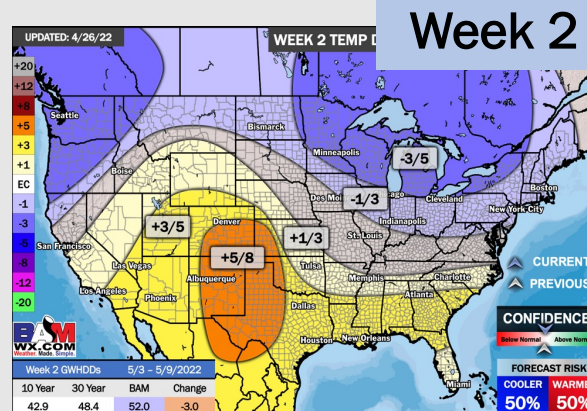 Week 2
UPDATED: 4/26/22
WEEK 2 TEMP
+20
+12
+8
+5
+3
+1
EC
-1
-3
-5
-8
-12
-20
Seattle
Bismarck
Minneapolis
-3/5
Boise
Boston
Des Moi
-1/3
cago
Cleveland
New York City
Indianapolis
San Francisco
+3/5
Denver
+1/3
St. Louis
+5/8
Las Vegas
Albuquerque
Tulsa
Memphis
Charlotte
Los Angeles
Phoenix
Atlanta
Dallas
Houston
New Orleans
Miami
CURRENT
PREVIOUS
CONFIDENCE
Below Normal Above Norm
FORECAST RISK
COOLER WARME
50% 50%
BAM
WX.COM
Weather. Made. Simple.
Week 2 GWHDDs 5/3 – 5/9/2022
10 Year 30 Year BAM Change
42.9 48.4 52.0 -3.0